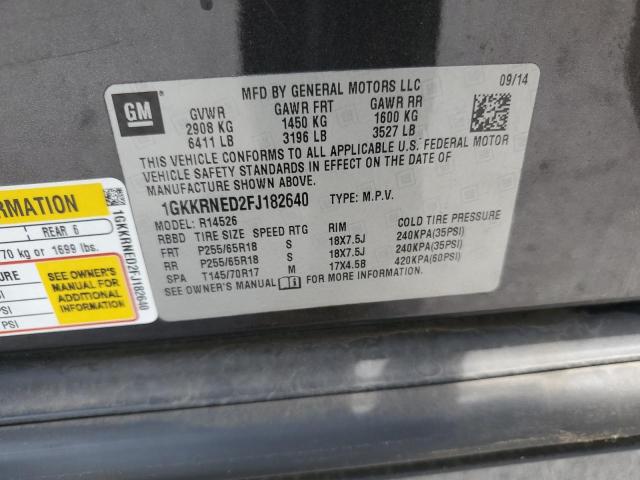 GM
MFD BY GENERAL MOTORS LLC
09/14
GVWR GAWR FRT GAWR RR
2908 KG 1450 KG 1600 KG
6411 LB 3196 LB 3527 LB
THIS VEHICLE CONFORMS TO ALL APPLICABLE U.S. FEDERAL MOTOR
VEHICLE SAFETY STANDARDS IN EFFECT ON THE DATE OF
MANUFACTURE SHOWN ABOVE.
1GKKRNED2FJ182640 TYPE: M.P.V.
MODEL: R14526
RBBD TIRE SIZE SPEED RTG RIM COLD TIRE PRESSURE
FRT P255/65R18 S 18X7.5J 240KPA(35PSI)
RR P255/65R18 S 18X7.5J 240KPA(35PSI)
SPA T145/70R17 M 17X4.5B 420KPA(60PSI)
SEE OWNER'S MANUAL FOR MORE INFORMATION.
RMATION
REAR 6
70 kg or 1699 lbs.
URE
SI
SI
PSI
SEE OWNER'S
MANUAL FOR
ADDITIONAL
INFORMATION
1GKKRNED2FJ182640